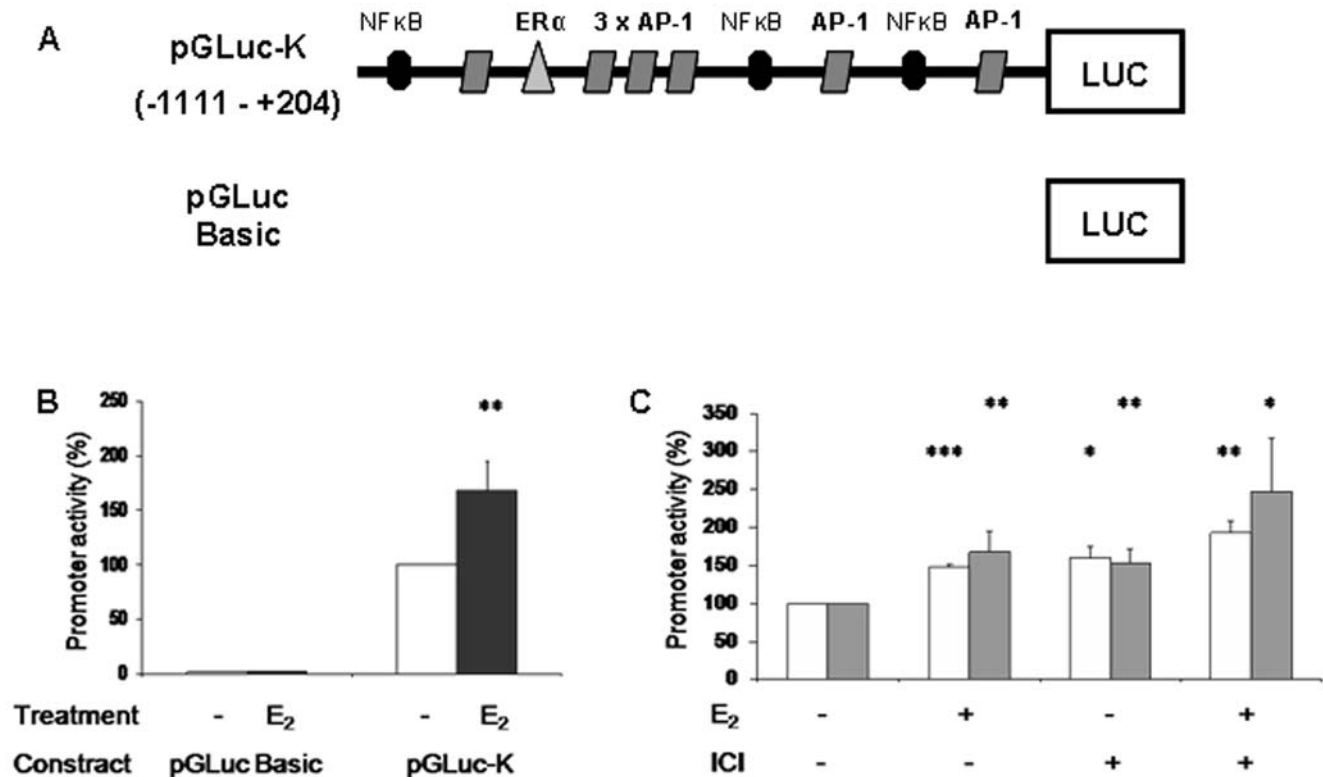 A
pGLuc-K
(-1111 - +204)
NFκB ERα 3 x AP-1 NFκB AP-1 NFκB AP-1
LUC
pGLuc
Basic
LUC
B
Promoter activity (%)
250
200
150
100
50
0
**
Treatment - E₂ - E₂
Constract pGLuc Basic pGLuc-K
C
Promoter activity (%)
350
300
250
200
150
100
50
0
** ** *
*** * **
E₂ - + - +
ICI - - + +